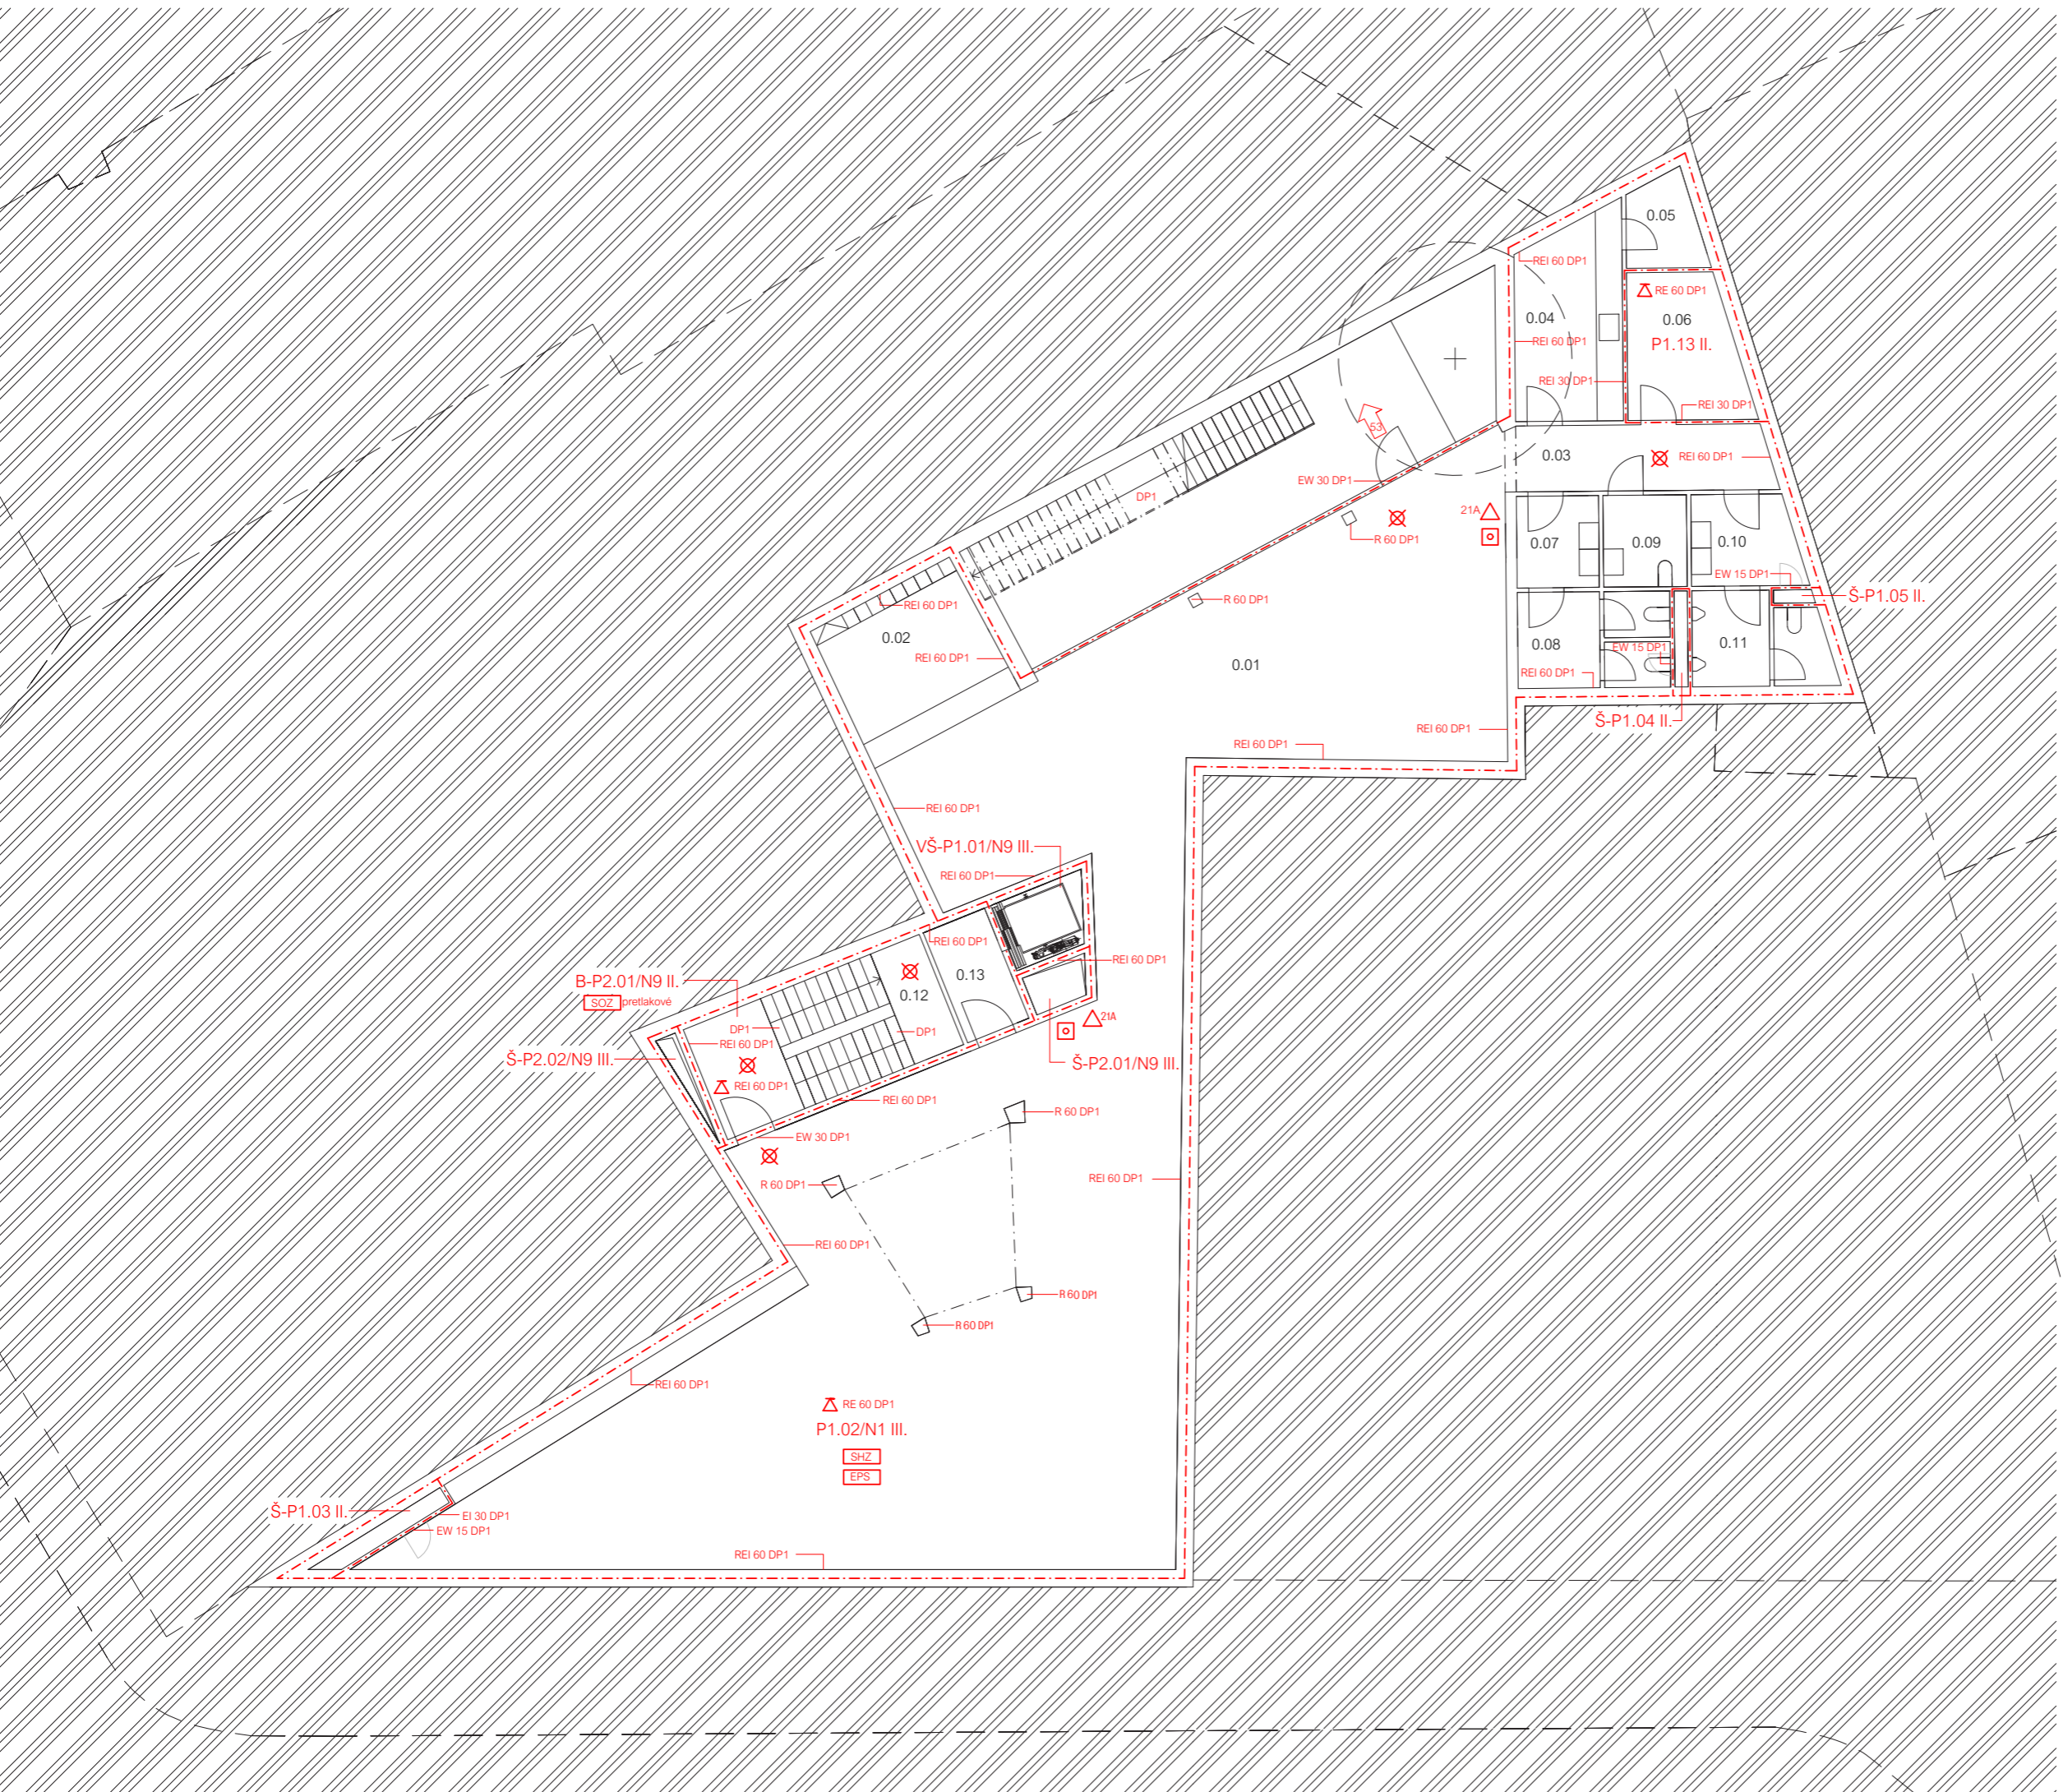 0.05
REI 60 DP1
RE 60 DP1
0.04
0.06
REI 60 DP1
P1.13 II.
REI 30 DP1
REI 30 DP1
53
0.03
REI 60 DP1
EW 30 DP1
DP1
21A
R 60 DP1
0.07
0.09
0.10
EW 15 DP1
Š-P1.05 II.
R 60 DP1
REI 60 DP1
0.02
0.08
EW 15 DP1
0.11
REI 60 DP1
0.01
REI 60 DP1
Š-P1.04 II.
REI 60 DP1
REI 60 DP1
REI 60 DP1
VŠ-P1.01/N9 III.
REI 60 DP1
REI 60 DP1
REI 60 DP1
0.13
B-P2.01/N9 II.
SOZ pretlakové
0.12
21A
DP1
DP1
REI 60 DP1
Š-P2.02/N9 III.
Š-P2.01/N9 III.
REI 60 DP1
REI 60 DP1
R 60 DP1
EW 30 DP1
REI 60 DP1
R 60 DP1
REI 60 DP1
R 60 DP1
R 60 DP1
REI 60 DP1
RE 60 DP1
P1.02/N1 III.
SHZ
EPS
Š-P1.03 II.
EI 30 DP1
EW 15 DP1
REI 60 DP1